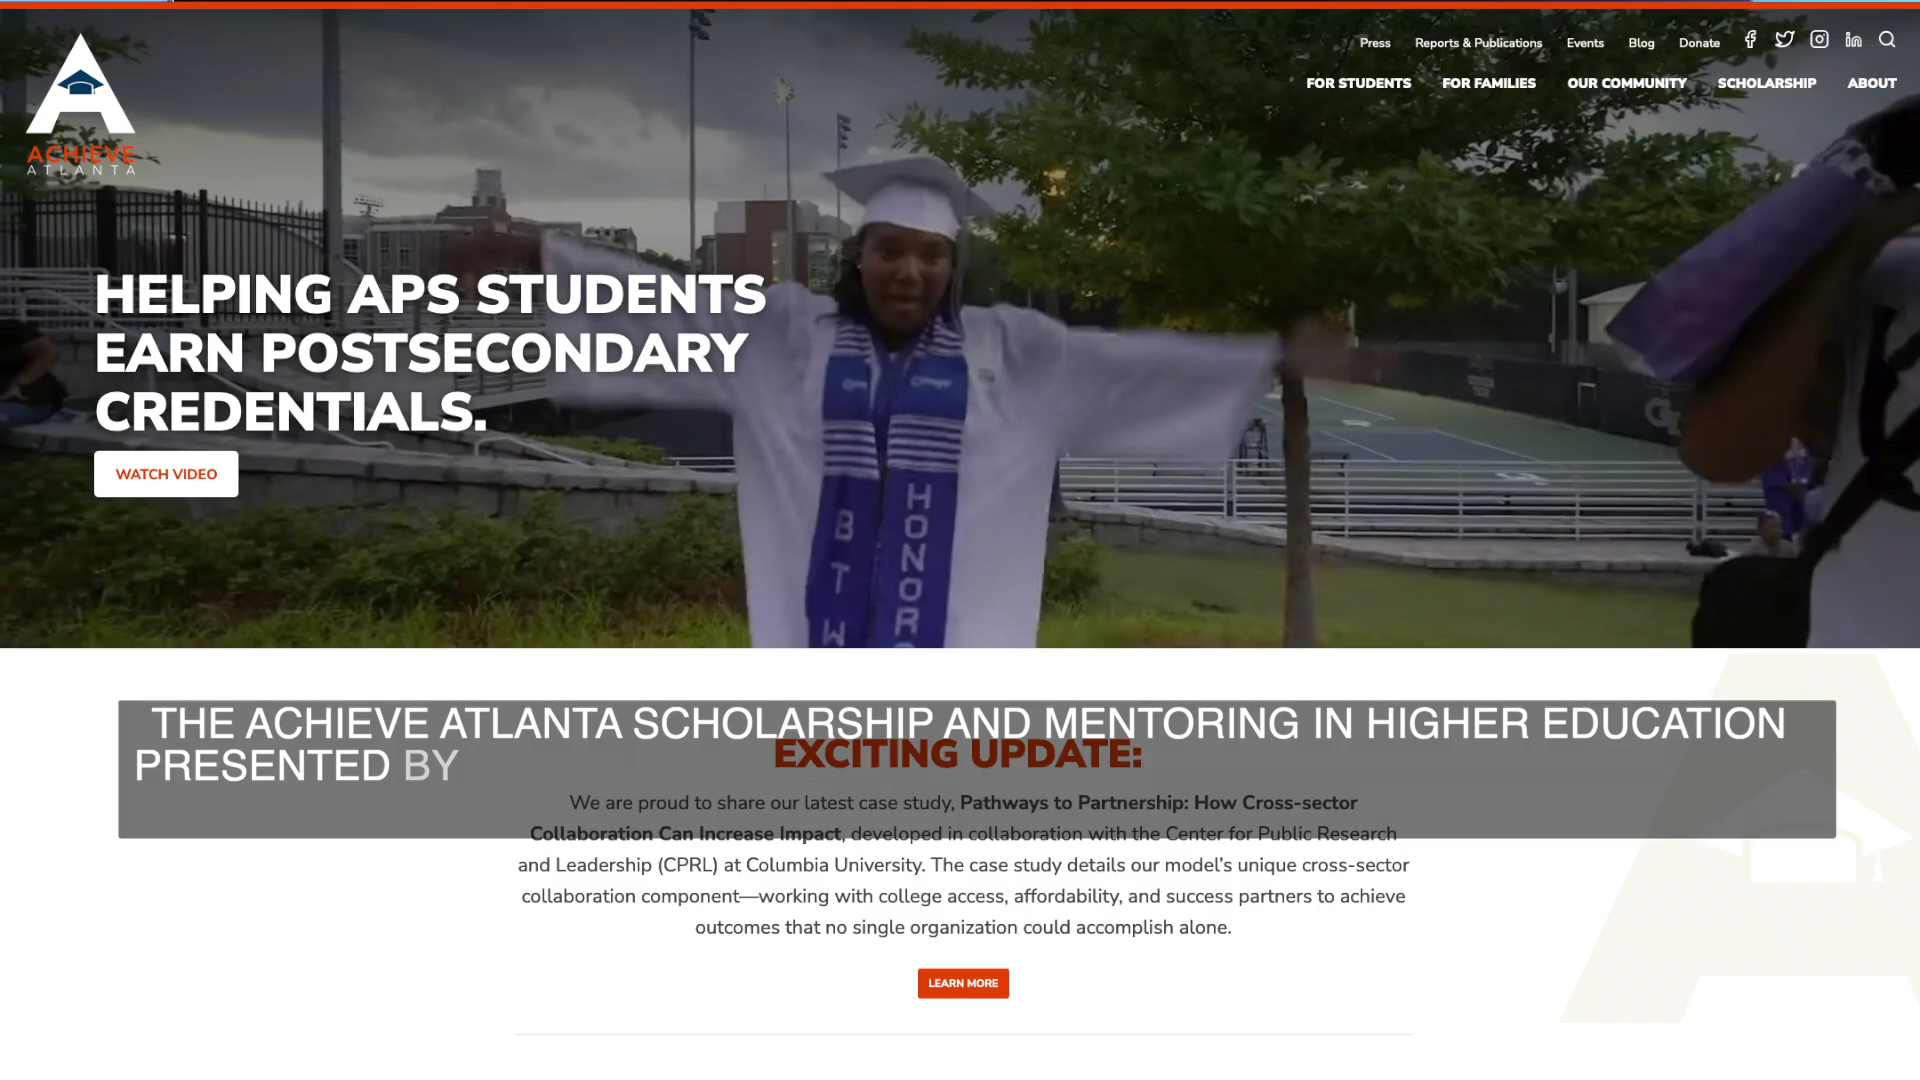 Press Reports & Publications Events Blog Donate
FOR STUDENTS FOR FAMILIES OUR COMMUNITY SCHOLARSHIP ABOUT
ACHIEVE
ATLANTA
HELPING APS STUDENTS
EARN POSTSECONDARY
CREDENTIALS.
WATCH VIDEO
BTW
HONOR
THE ACHIEVE ATLANTA SCHOLARSHIP AND MENTORING IN HIGHER EDUCATION
PRESENTED BY
EXCITING UPDATE:
We are proud to share our latest case study, Pathways to Partnership: How Cross-sector
Collaboration Can Increase Impact, developed in collaboration with the Center for Public Research
and Leadership (CPRL) at Columbia University. The case study details our model’s unique cross-sector
collaboration component—working with college access, affordability, and success partners to achieve
outcomes that no single organization could accomplish alone.
LEARN MORE